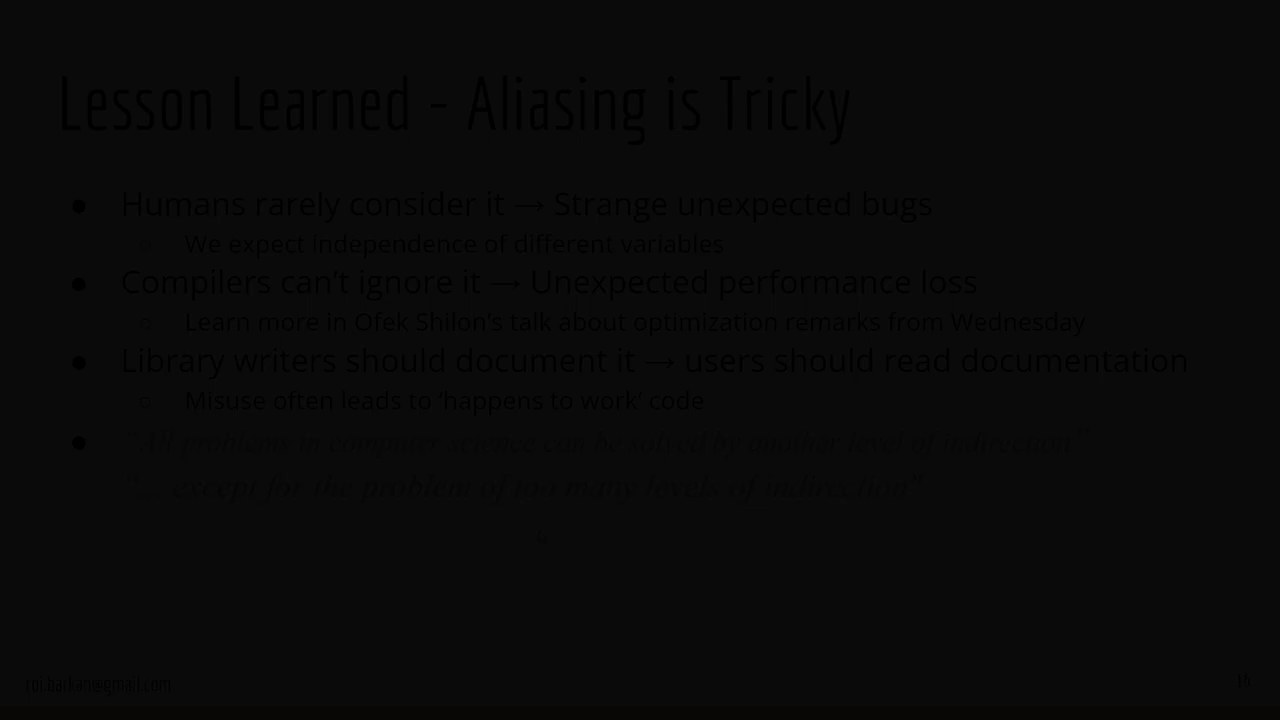 Lesson Learned - Aliasing is Tricky
● Humans rarely consider it → Strange unexpected bugs
○ We expect independence of different variables
● Compilers can't ignore it → Unexpected performance loss
○ Learn more in Ofek Shilon's talk about optimization remarks from Wednesday
● Library writers should document it → users should read documentation
○ Misuse often leads to 'happens to work' code
● "All problems in computer science can be solved by another level of indirection"
"... except for the problem of too many levels of indirection"
roi.barkan@gmail.com